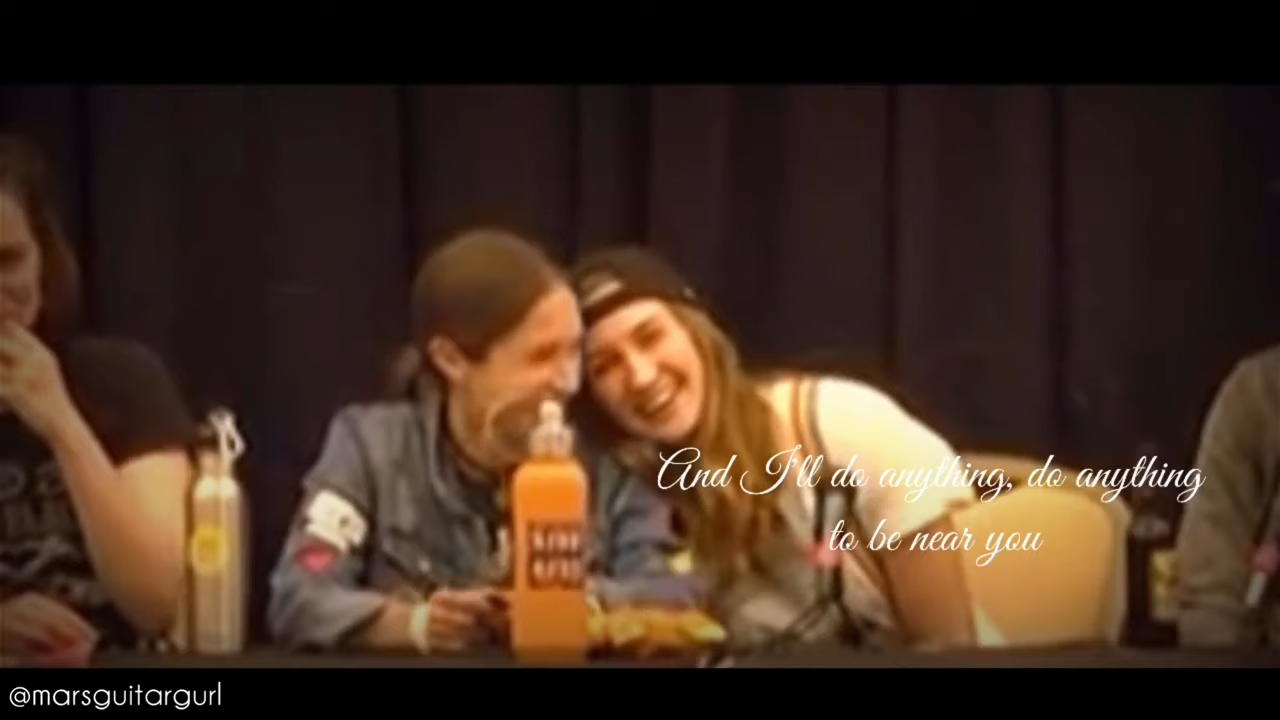 And I'll do anything, do anything
to be near you
@marsguitargurl